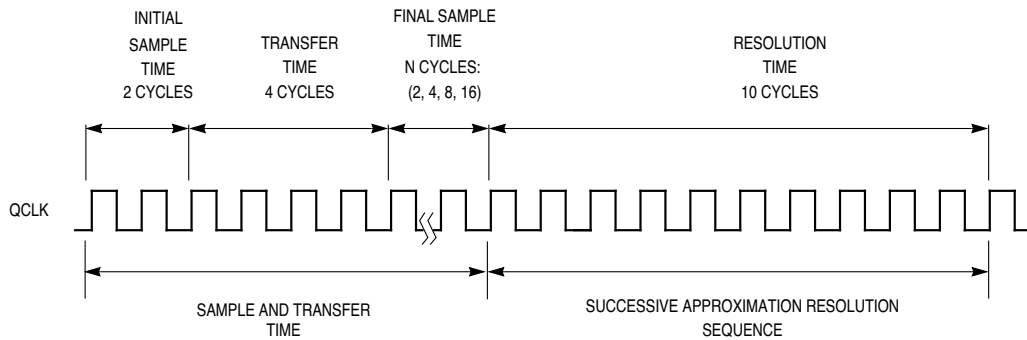 INITIAL
SAMPLE
TIME
2 CYCLES
TRANSFER
TIME
4 CYCLES
FINAL SAMPLE
TIME
N CYCLES:
(2, 4, 8, 16)
RESOLUTION
TIME
10 CYCLES
QCLK
SAMPLE AND TRANSFER
TIME
SUCCESSIVE APPROXIMATION RESOLUTION
SEQUENCE